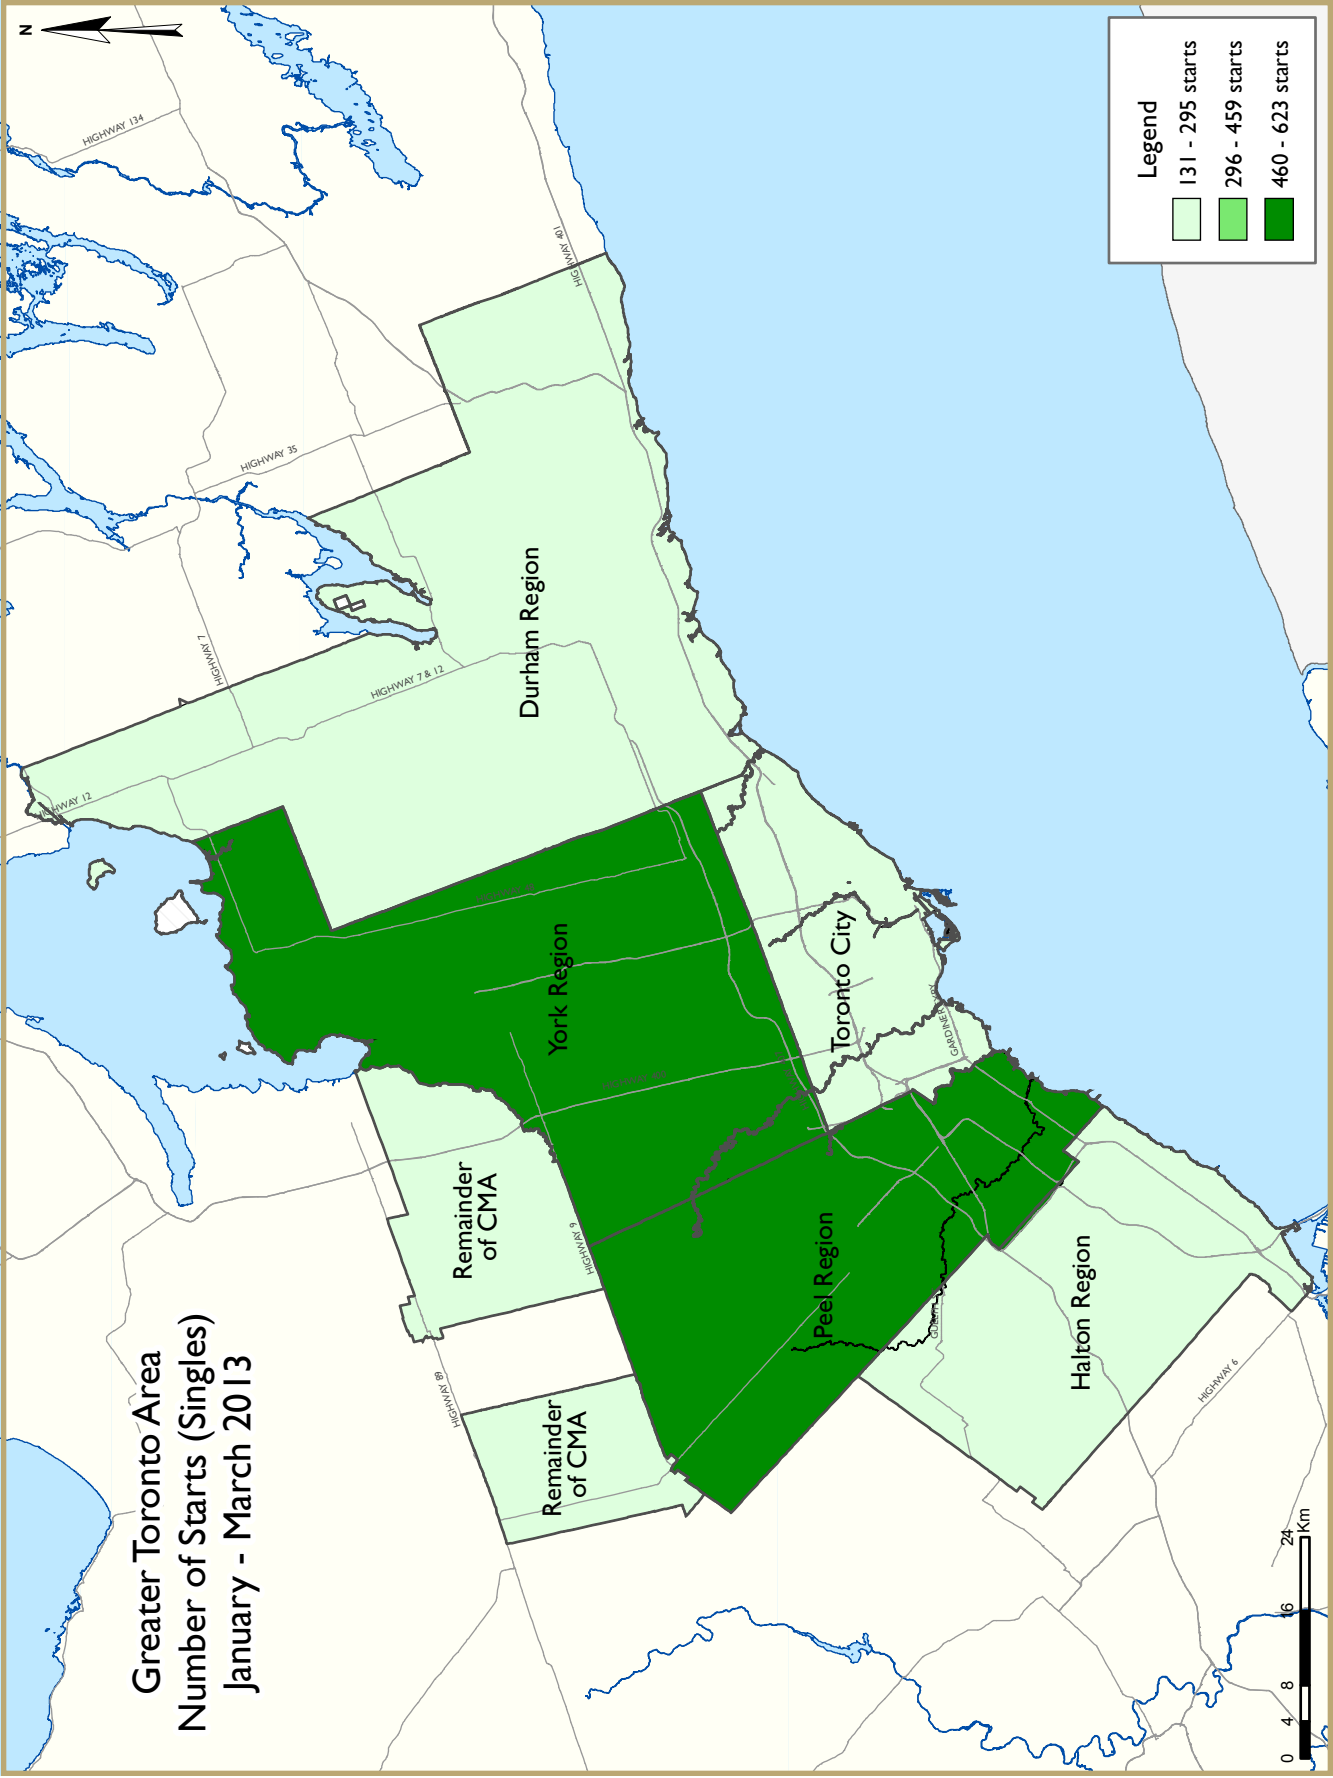 Greater Toronto Area
Number of Starts (Singles)
January - March 2013
N
HIGHWAY 134
HIGHWAY 401
HIGHWAY 35
HIGHWAY 7
HIGHWAY 7 & 12
HIGHWAY 12
Durham Region
York Region
Toronto City
GARDINER
Remainder
of CMA
HIGHWAY 9
Remainder
of CMA
HIGHWAY 89
Peel Region
Halton Region
HIGHWAY 6
Legend
131 - 295 starts
296 - 459 starts
460 - 623 starts
0 4 8 16 24
Km